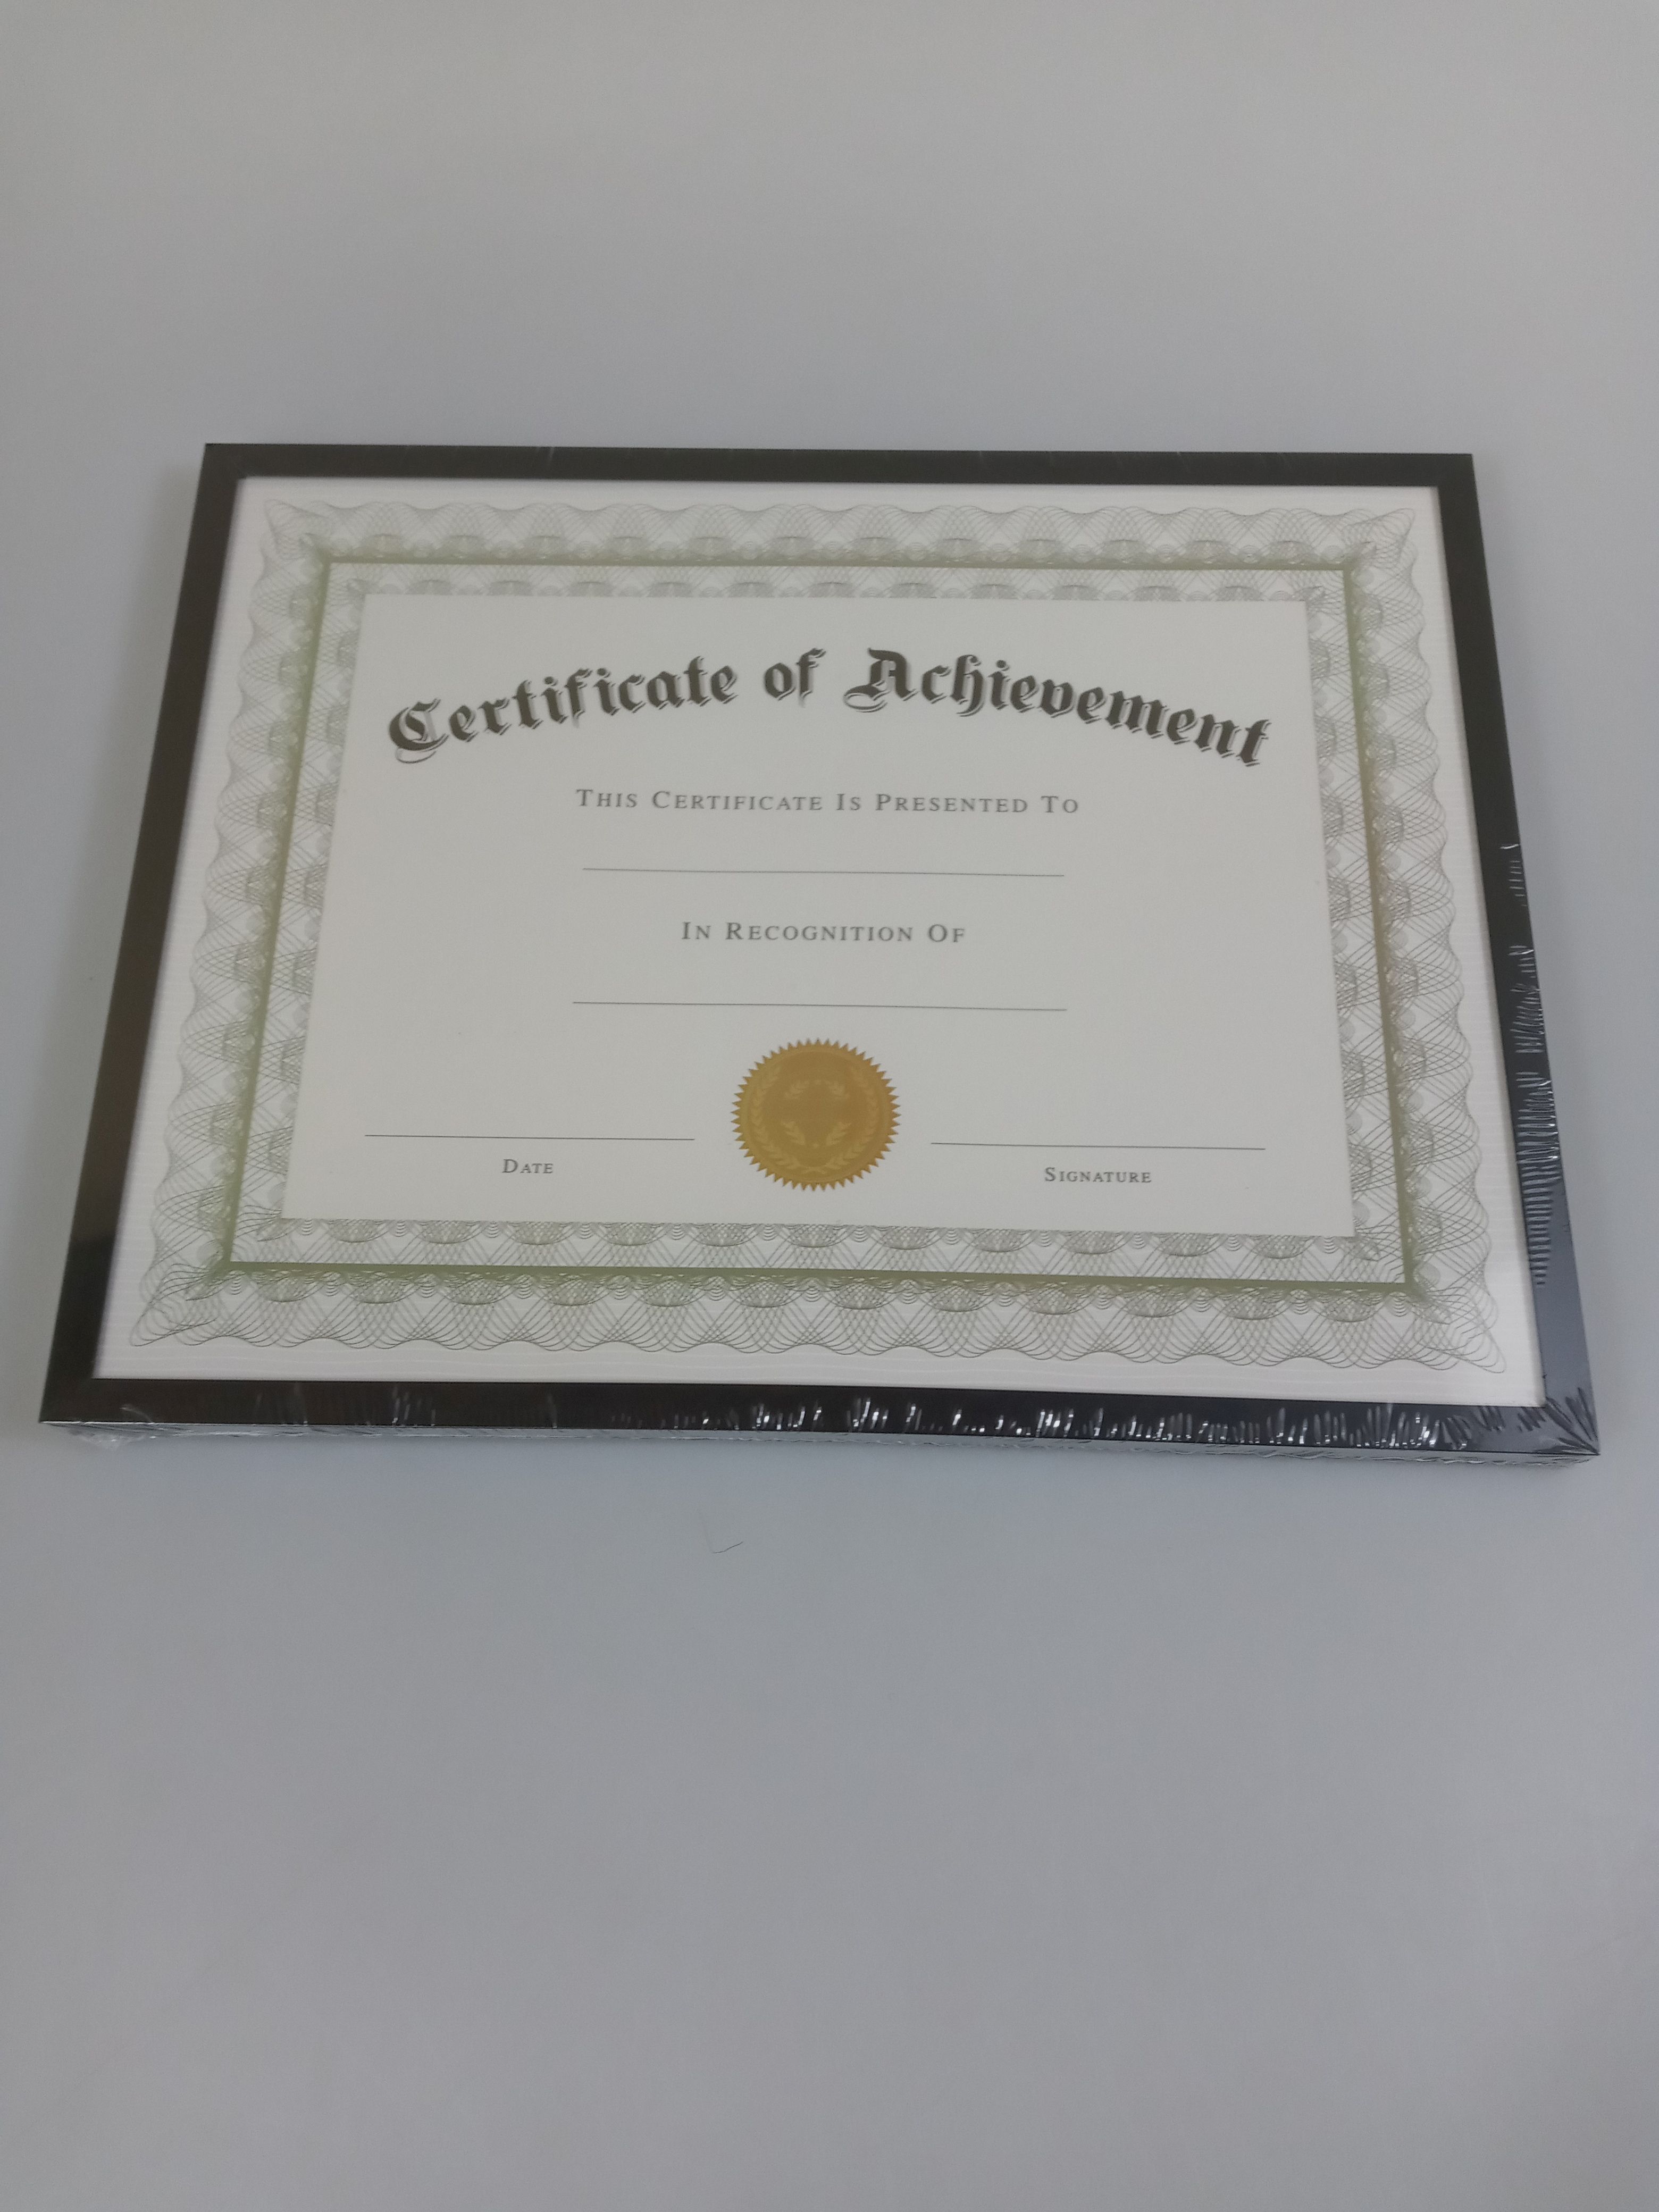 Certificate of Achievement
THIS CERTIFICATE IS PRESENTED TO
IN RECOGNITION OF
DATE
SIGNATURE